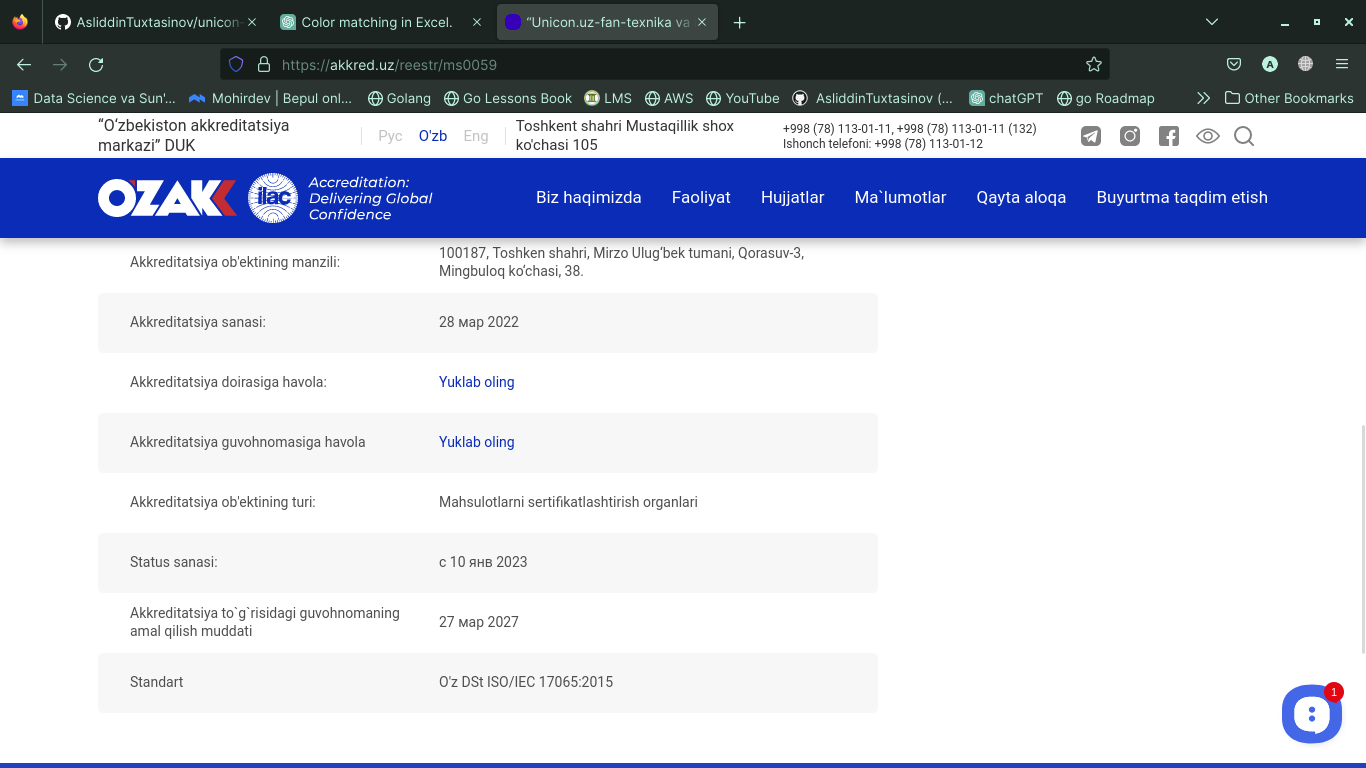 AsliddinTuxtasinov/unicon-
Color matching in Excel.
“Unicon.uz-fan-texnika va
https://akkred.uz/reestr/ms0059
A
Data Science va Sun'...
Mohirdev | Bepul onl...
Golang
Go Lessons Book
LMS
AWS
YouTube
AsliddinTuxtasinov (...
chatGPT
go Roadmap
Other Bookmarks
“Oʻzbekiston akkreditatsiya
markazi” DUK
Рус
O'zb
Eng
Toshkent shahri Mustaqillik shox
ko'chasi 105
+998 (78) 113-01-11, +998 (78) 113-01-11 (132)
Ishonch telefoni: +998 (78) 113-01-12
OZAKK
ilac
Accreditation:
Delivering Global
Confidence
Biz haqimizda
Faoliyat
Hujjatlar
Ma`lumotlar
Qayta aloqa
Buyurtma taqdim etish
Akkreditatsiya ob'ektining manzili:
100187, Toshken shahri, Mirzo Ulugʻbek tumani, Qorasuv-3,
Mingbuloq koʻchasi, 38.
Akkreditatsiya sanasi:
28 мар 2022
Akkreditatsiya doirasiga havola:
Yuklab oling
Akkreditatsiya guvohnomasiga havola
Yuklab oling
Akkreditatsiya ob'ektining turi:
Mahsulotlarni sertifikatlashtirish organlari
Status sanasi:
с 10 янв 2023
Akkreditatsiya to`g`risidagi guvohnomaning
amal qilish muddati
27 мар 2027
Standart
O'z DSt ISO/IEC 17065:2015
1